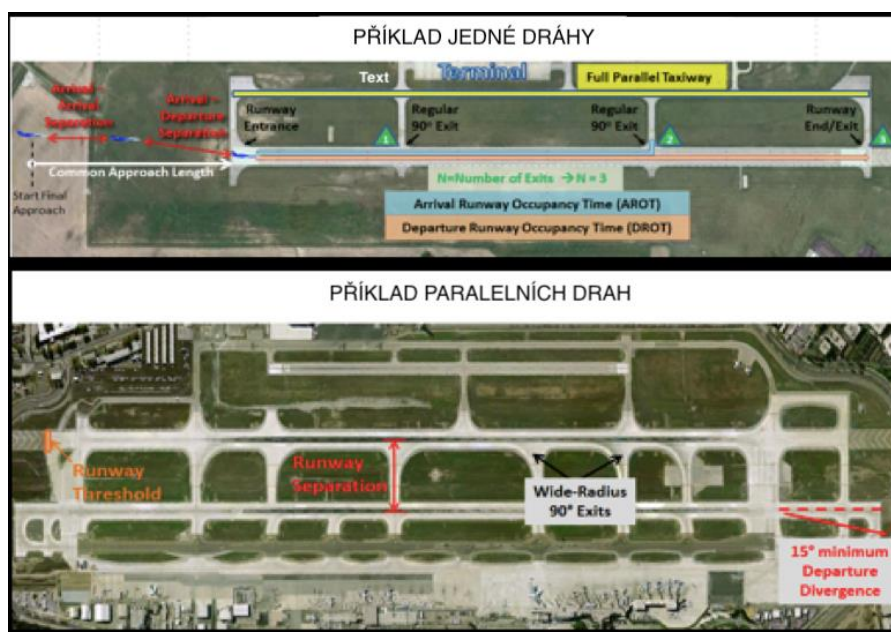 PŘÍKLAD JEDNÉ DRÁHY
Text
Terminal
Full Parallel Taxiway
Arrival -
Arrival
Separation
Arrival -
Departure
Separation
Runway
Entrance
1
Regular
90° Exit
Regular
90° Exit
2
Runway
End/Exit
3
Common Approach Length
Start Final
Approach
N=Number of Exits → N = 3
Arrival Runway Occupancy Time (AROT)
Departure Runway Occupancy Time (DROT)
PŘÍKLAD PARALELNÍCH DRAH
Runway
Threshold
Runway
Separation
Wide-Radius
90° Exits
15° minimum
Departure
Divergence